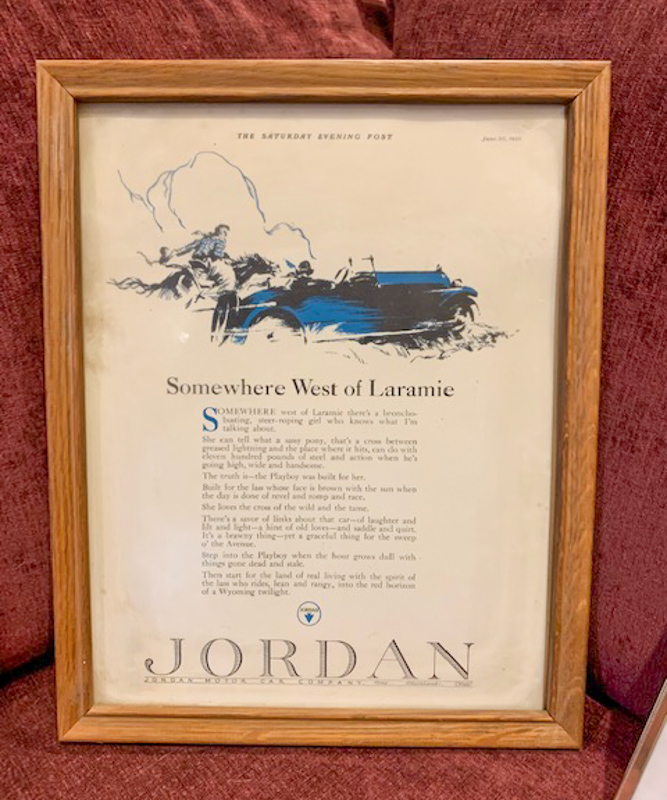 THE SATURDAY EVENING POST
Somewhere West of Laramie
SOMEWHERE west of Laramie there's a broncho-
busting, steer-roping girl who knows what I'm
talking about.
She can tell what a sassy pony, that's a cross between
greased lightning and the place where it hits, can do with
eleven hundred pounds of steel and action when he's
going high, wide and handsome.
The truth is—the Playboy was built for her.
Built for the lass whose face is brown with the sun when
the day is done of revel and romp and race.
She loves the cross of the wild and the tame.
There's a savor of links about that car—of laughter and
lilt and light—a hint of old loves—and saddle and quirt.
It's a brawny thing—yet a graceful thing for the sweep
o' the Avenue.
Step into the Playboy when the hour grows dull with
things gone dead and stale.
Then start for the land of real living with the spirit of
the lass who rides, lean and rangy, into the red horizon
of a Wyoming twilight.
JORDAN
JORDAN
JORDAN MOTOR CAR COMPANY, Inc., Cleveland, Ohio